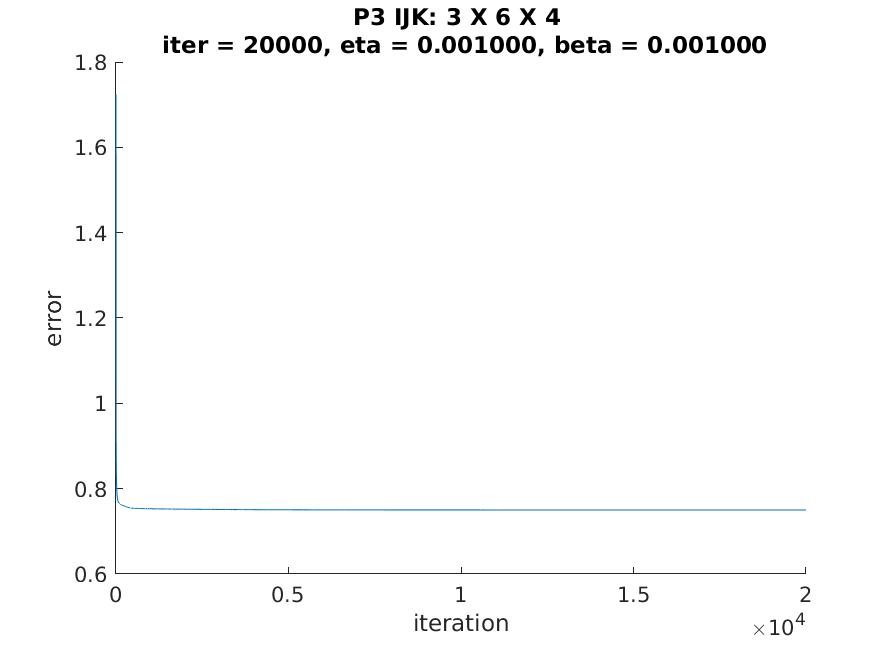 P3 IJK: 3 X 6 X 4
iter = 20000, eta = 0.001000, beta = 0.001000
1.8
1.6
1.4
1.2
1
0.8
0.6
error
0 0.5 1 1.5 2
iteration
×10⁴